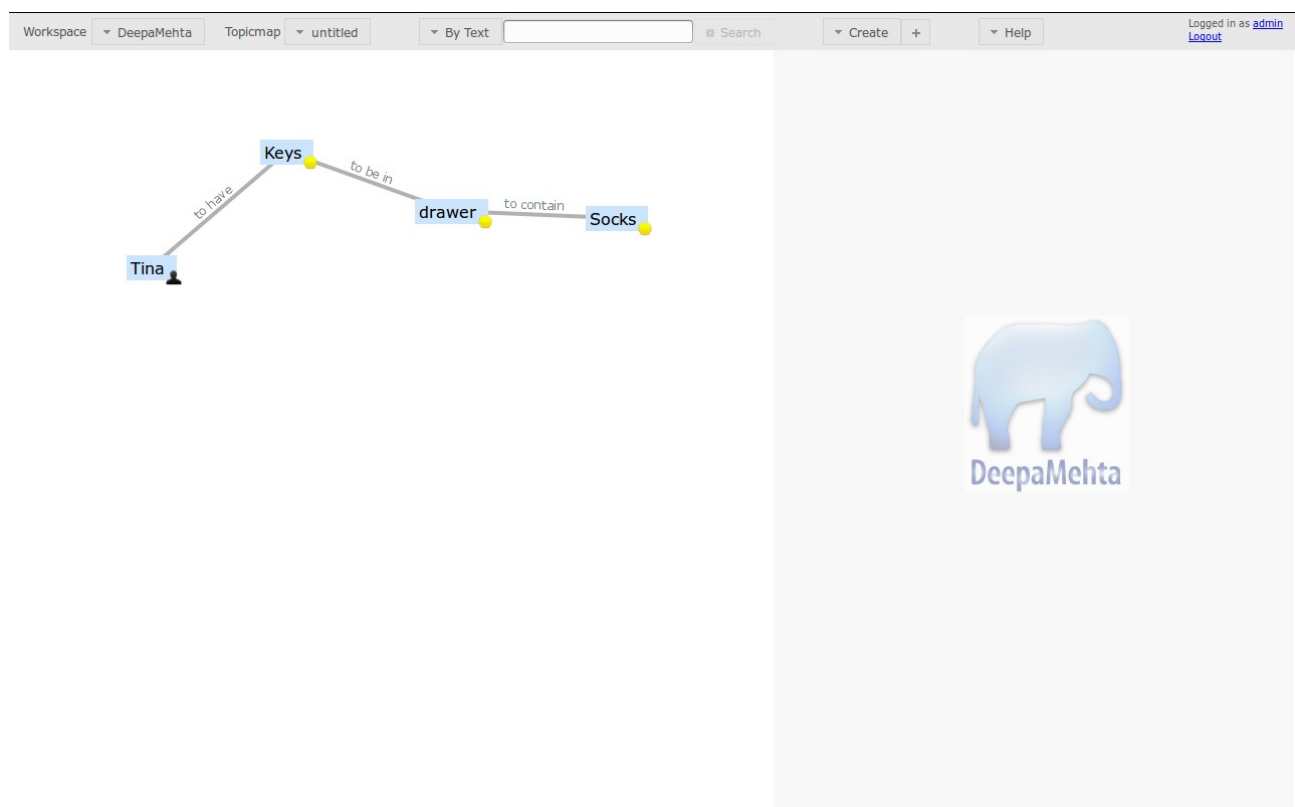 Workspace DeepaMehta Topicmap untitled By Text Search Create + Help Logged in as admin
Logout
Keys
to be in
to have
drawer to contain Socks
Tina
DeepaMehta